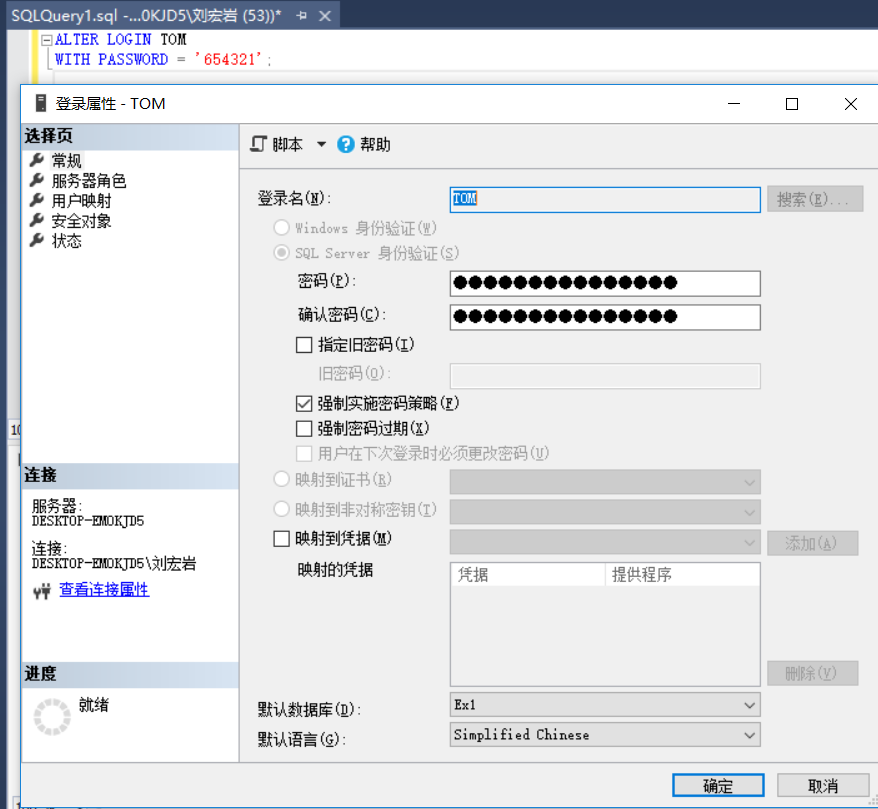 SQLQuery1.sql -...0KJD5\刘宏岩 (53))*
ALTER LOGIN TOM
WITH PASSWORD = '654321';
登录属性 - TOM
选择页
常规
服务器角色
用户映射
安全对象
状态
脚本
帮助
登录名(N):
TOM
搜索(E)...
Windows 身份验证(W)
SQL Server 身份验证(S)
密码(P):
●●●●●●●●●●●●●●●
确认密码(C):
●●●●●●●●●●●●●●●
指定旧密码(I)
旧密码(O):
强制实施密码策略(F)
强制密码过期(X)
用户在下次登录时必须更改密码(U)
映射到证书(R)
映射到非对称密钥(T)
映射到凭据(M)
添加(A)
映射的凭据
凭据 提供程序
删除(V)
默认数据库(D):
Ex1
默认语言(G):
Simplified Chinese
连接
服务器:
DESKTOP-EMOKJD5
连接:
DESKTOP-EMOKJD5\刘宏岩
查看连接属性
进度
就绪
确定
取消